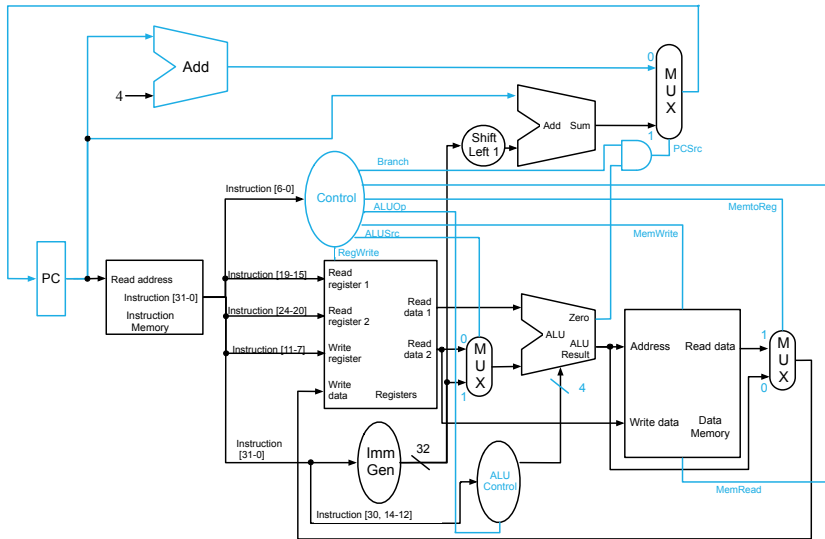 Add
4
0
M
U
X
1
Shift
Left 1
Add Sum
Branch
PCSrc
Instruction [6-0]
Control
ALUOp
MemtoReg
MemWrite
ALUSrc
RegWrite
PC
Read address
Instruction [31-0]
Instruction
Memory
Instruction [19-15]
Read
register 1
Instruction [24-20]
Read
register 2
Instruction [11-7]
Write
register
Write
data
Registers
Read
data 1
Read
data 2
0
M
U
X
1
Zero
ALU
ALU
Result
4
Address
Read data
Write data
Data
Memory
1
M
U
X
0
Instruction
[31-0]
Imm
Gen
32
ALU
Control
MemRead
Instruction [30, 14-12]